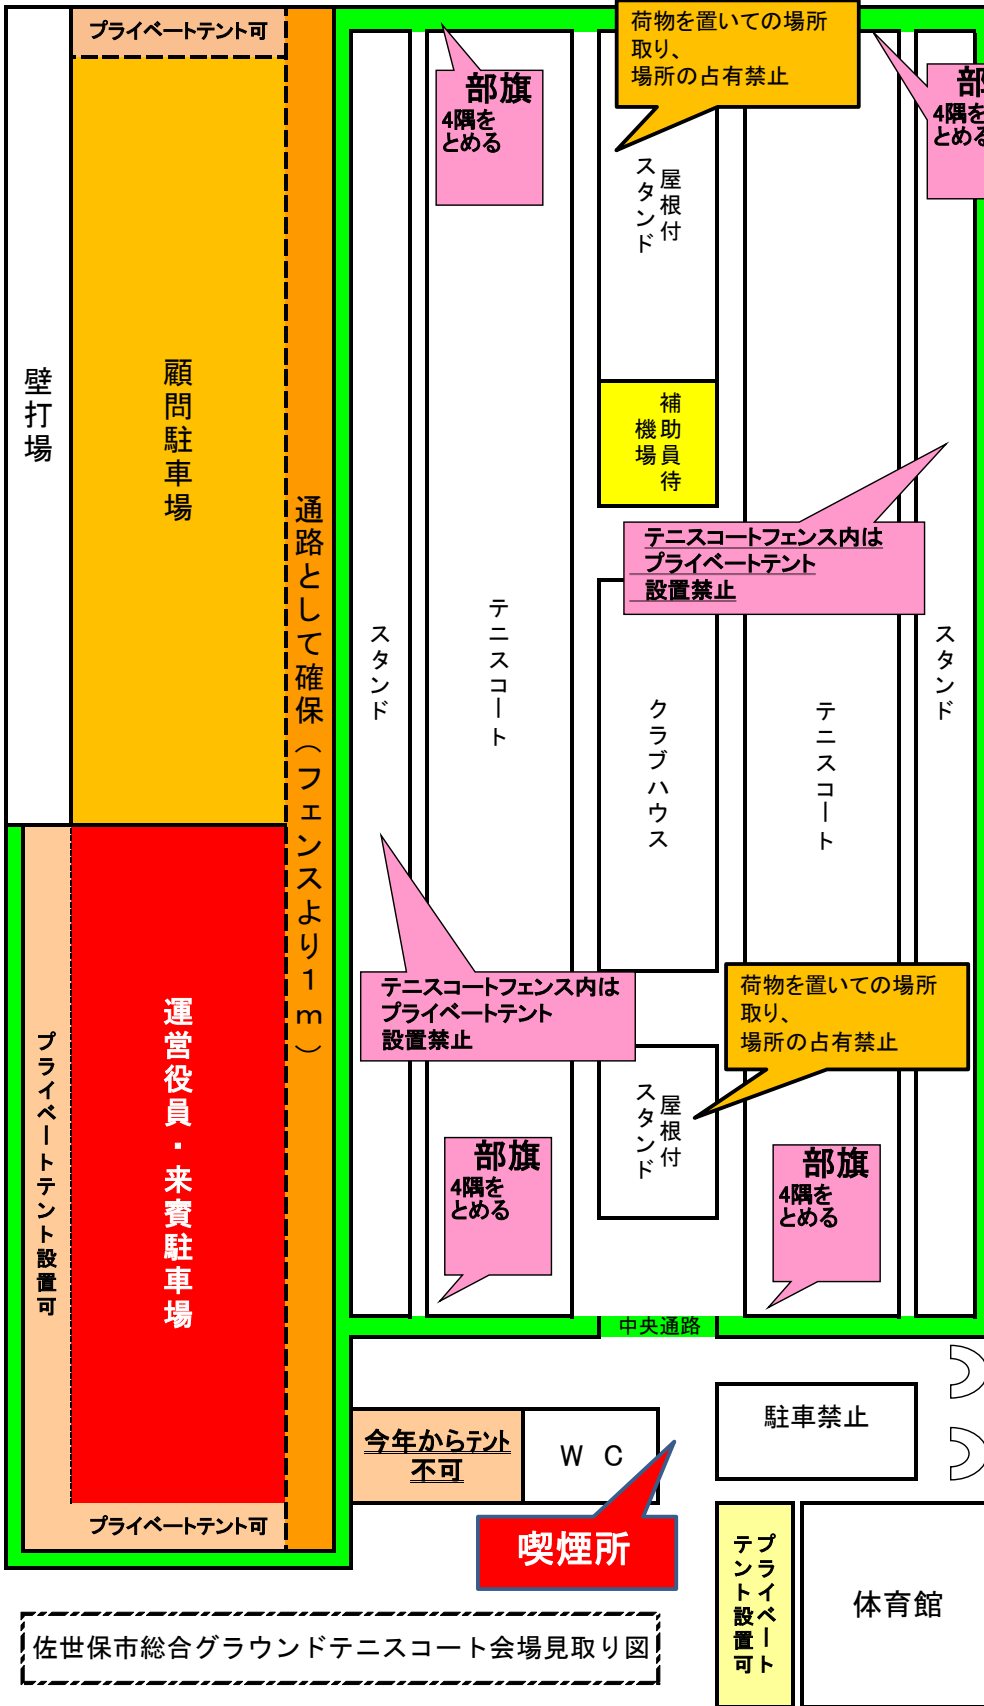 プライベートテント可
荷物を置いての場所
取り、
場所の占有禁止
部旗
4隅を
とめる
部
4隅を
とめる
屋根付
スタンド
壁打場
顧問駐車場
補助員待
機場
通路として確保（フェンスより１ｍ）
テニスコートフェンス内は
プライベートテント
設置禁止
スタンド
テニスコート
クラブハウス
テニスコート
スタンド
テニスコートフェンス内は
プライベートテント
設置禁止
荷物を置いての場所
取り、
場所の占有禁止
プライベートテント設置可
運営役員・来賓駐車場
屋根付
スタンド
部旗
4隅を
とめる
部旗
4隅を
とめる
中央通路
今年からテント
不可
ＷＣ
駐車禁止
プライベートテント可
喫煙所
プライベート
テント設置可
体育館
佐世保市総合グラウンドテニスコート会場見取り図